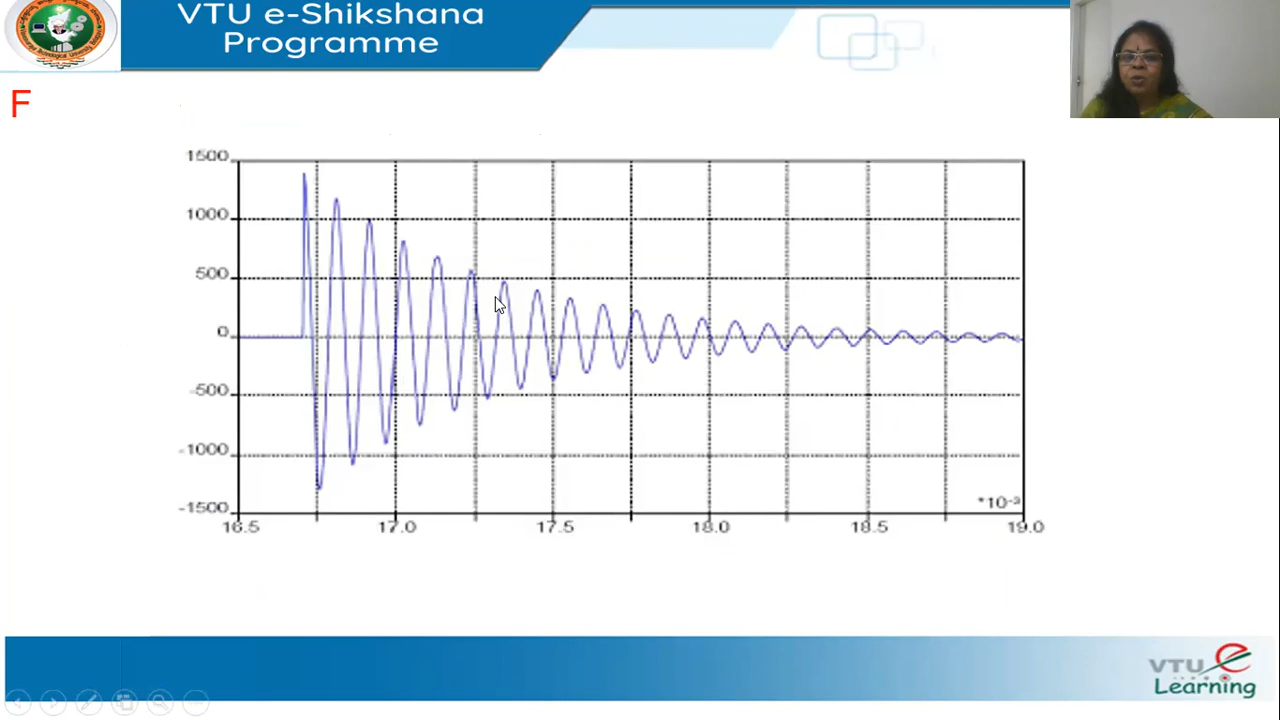 VTU e-Shikshana
Programme
F
1500
1000
500
0
-500
-1000
-1500
*10⁻³
16.5 17.0 17.5 18.0 18.5 19.0
VTU e
Learning